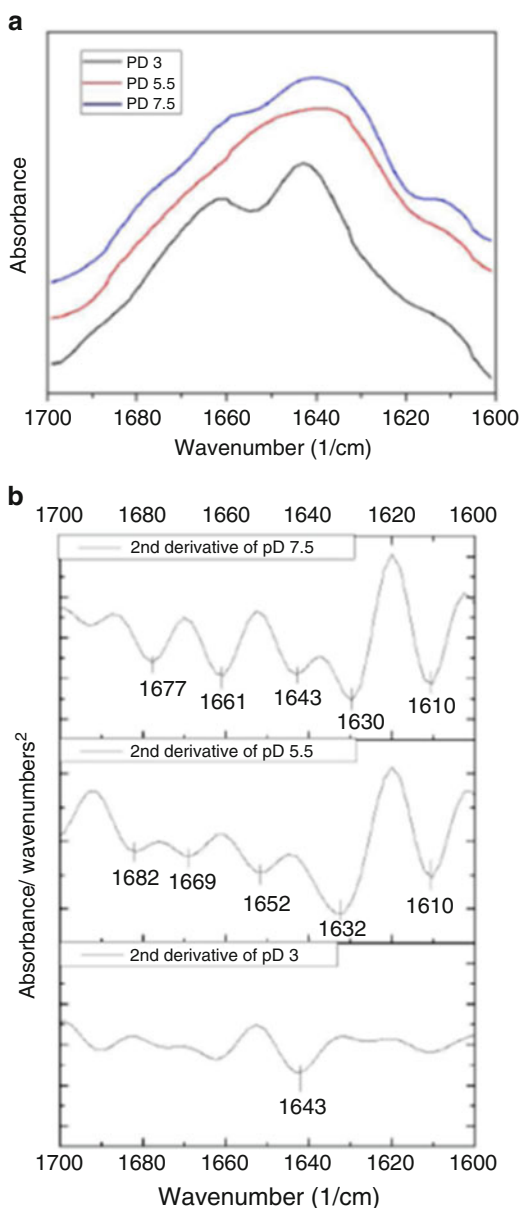 a
PD 3
PD 5.5
PD 7.5
Absorbance
1700 1680 1660 1640 1620 1600
Wavenumber (1/cm)
b
1700 1680 1660 1640 1620 1600
2nd derivative of pD 7.5
1677 1661 1643 1630 1610
2nd derivative of pD 5.5
1682 1669 1652 1632 1610
2nd derivative of pD 3
1643
Absorbance/ wavenumbers²
1700 1680 1660 1640 1620 1600
Wavenumber (1/cm)